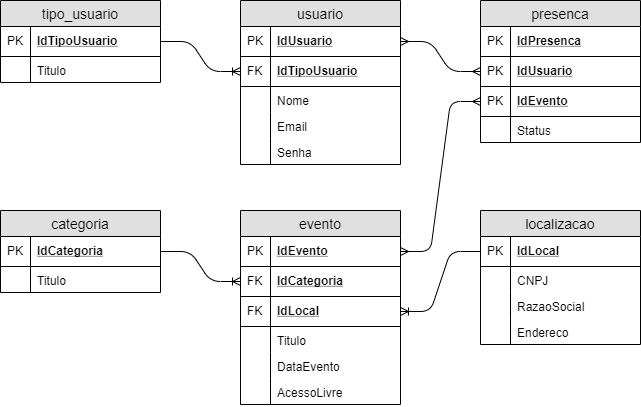 tipo_usuario
PK IdTipoUsuario
Titulo
usuario
PK IdUsuario
FK IdTipoUsuario
Nome
Email
Senha
presenca
PK IdPresenca
PK IdUsuario
PK IdEvento
Status
categoria
PK IdCategoria
Titulo
evento
PK IdEvento
FK IdCategoria
FK IdLocal
Titulo
DataEvento
AcessoLivre
localizacao
PK IdLocal
CNPJ
RazaoSocial
Endereco